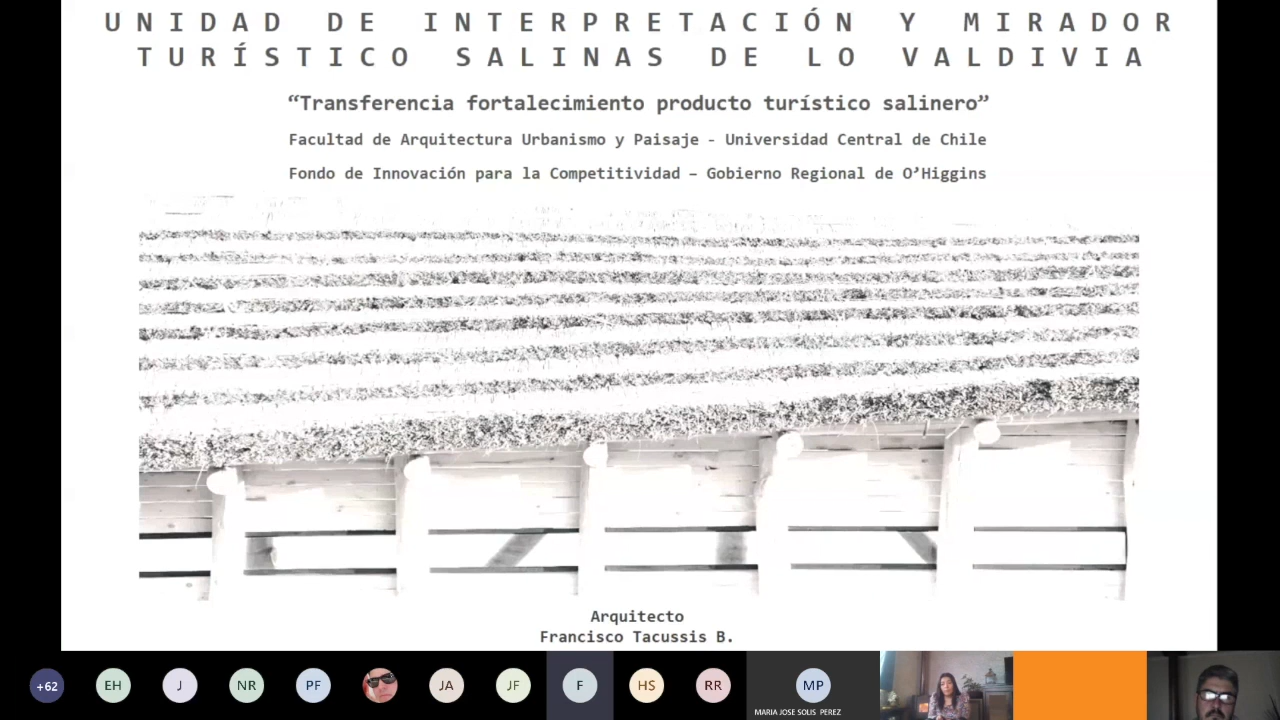 UNIDAD DE INTERPRETACIÓN Y MIRADOR
TURÍSTICO SALINAS DE LO VALDIVIA
“Transferencia fortalecimiento producto turístico salinero”
Facultad de Arquitectura Urbanismo y Paisaje - Universidad Central de Chile
Fondo de Innovación para la Competitividad – Gobierno Regional de O’Higgins
Arquitecto
Francisco Tacussis B.
+62 EH J NR PF JA JF F HS RR MP
MARIA JOSE SOLIS PEREZ